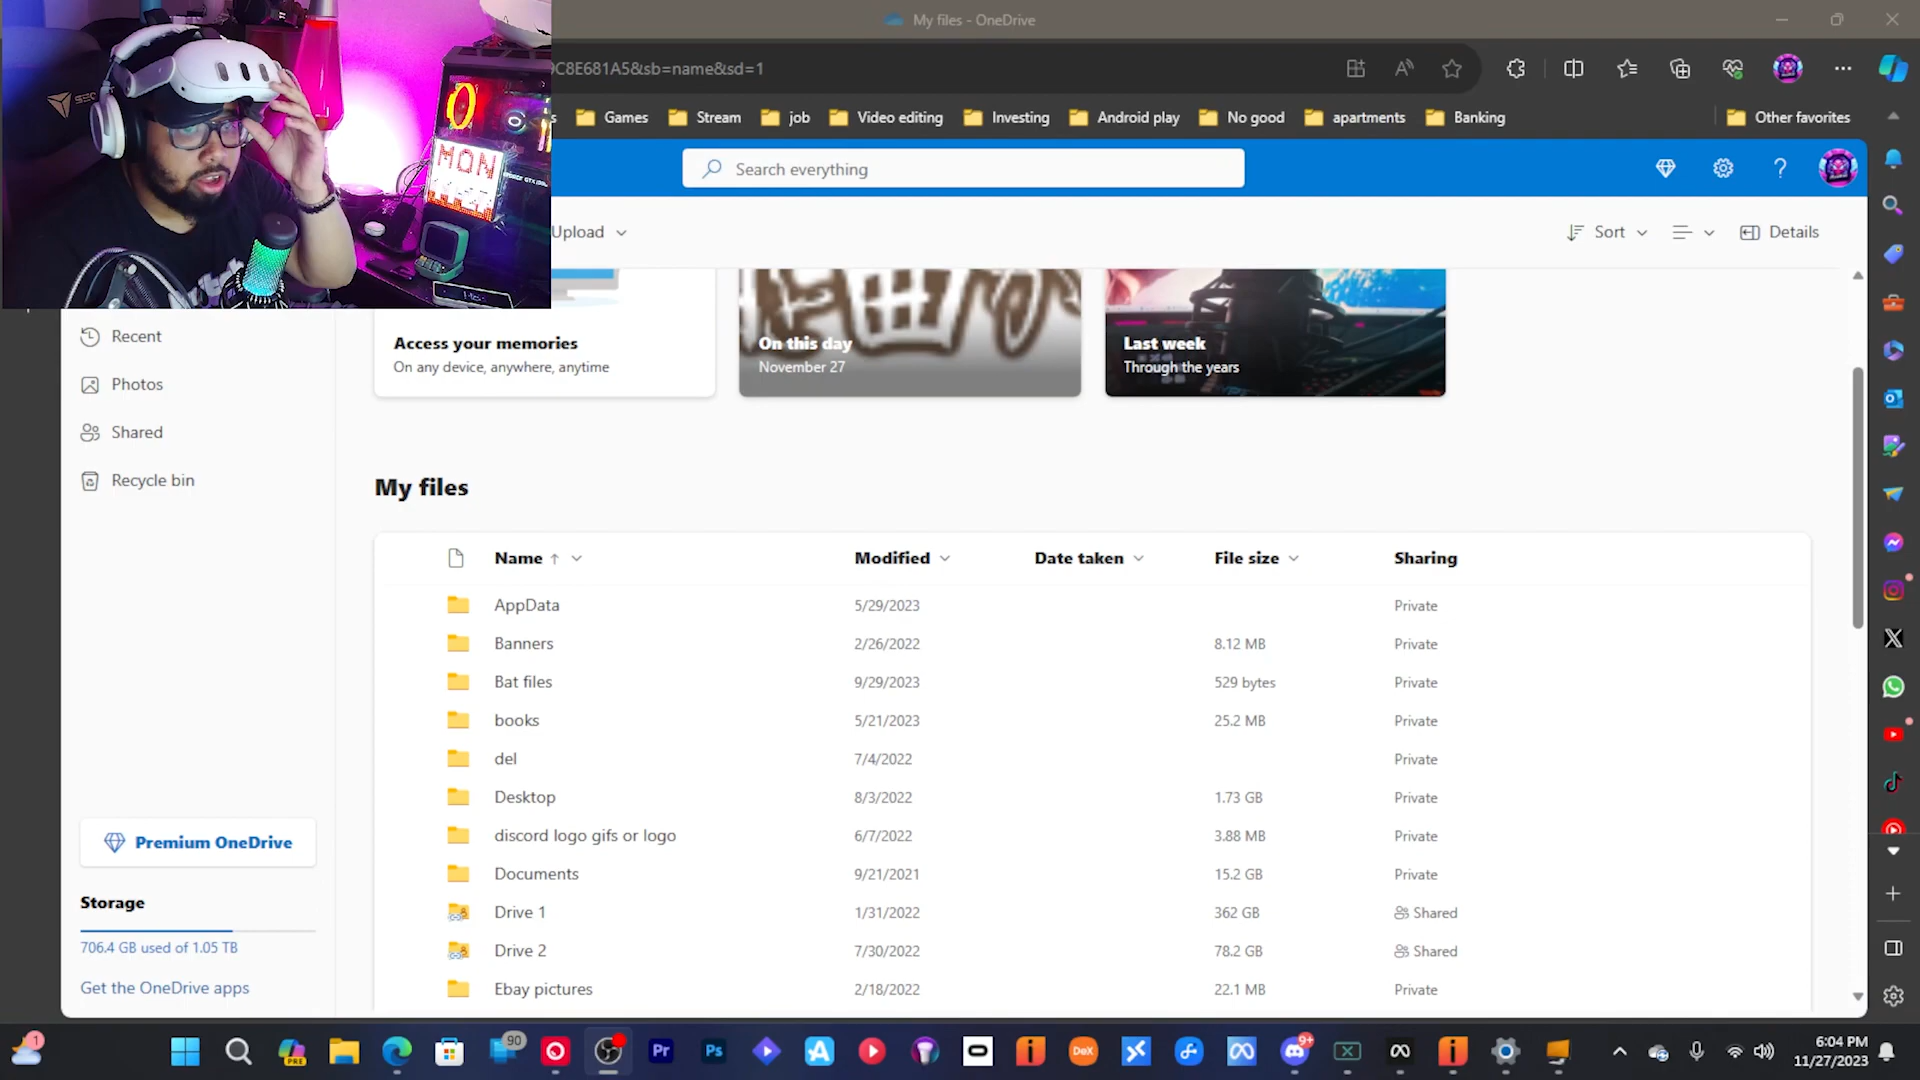 My files - OneDrive
C8E681A5&sb=name&sd=1
Games
Stream
job
Video editing
Investing
Android play
No good
apartments
Banking
Other favorites
Search everything
Upload
Sort
Details
Access your memories
On any device, anywhere, anytime
On this day
November 27
Last week
Through the years
Recent
Photos
Shared
Recycle bin
My files
Name Modified Date taken File size Sharing
AppData 5/29/2023 Private
Banners 2/26/2022 8.12 MB Private
Bat files 9/29/2023 529 bytes Private
books 5/21/2023 25.2 MB Private
del 7/4/2022 Private
Desktop 8/3/2022 1.73 GB Private
discord logo gifs or logo 6/7/2022 3.88 MB Private
Documents 9/21/2021 15.2 GB Private
Drive 1 1/31/2022 362 GB Shared
Drive 2 7/30/2022 78.2 GB Shared
Ebay pictures 2/18/2022 22.1 MB Private
Premium OneDrive
Storage
706.4 GB used of 1.05 TB
Get the OneDrive apps
1
PRE
90
Pr
Ps
DeX
9+
6:04 PM
11/27/2023